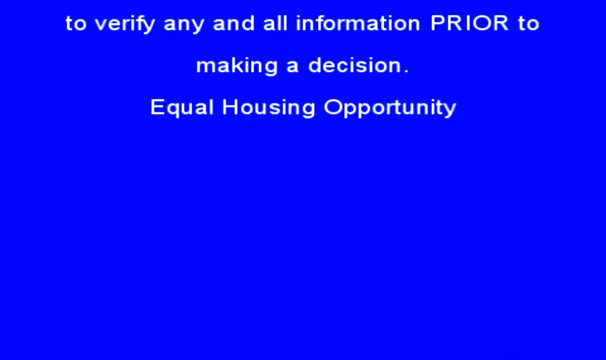 to verify any and all information PRIOR to
making a decision.
Equal Housing Opportunity